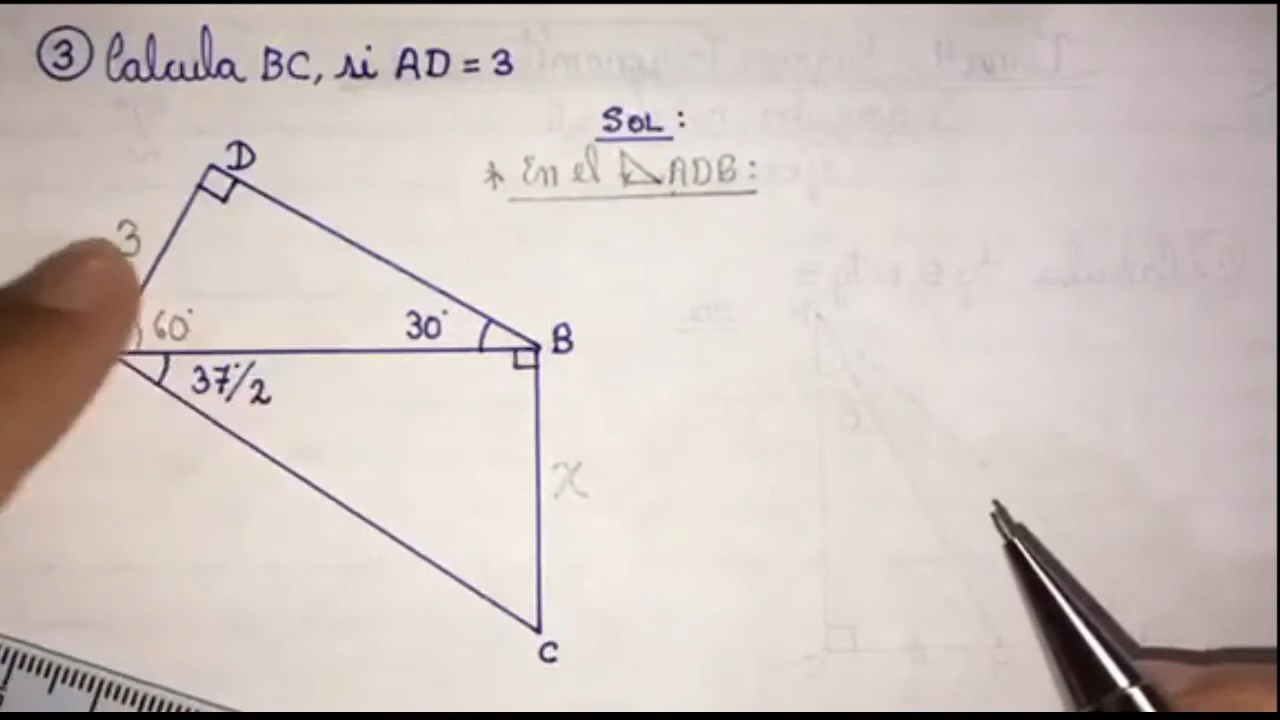 ③ Calcula BC, si AD = 3
SOL:
* En el ◺ADB:
D
3
60°
30°
B
37°/2
x
C